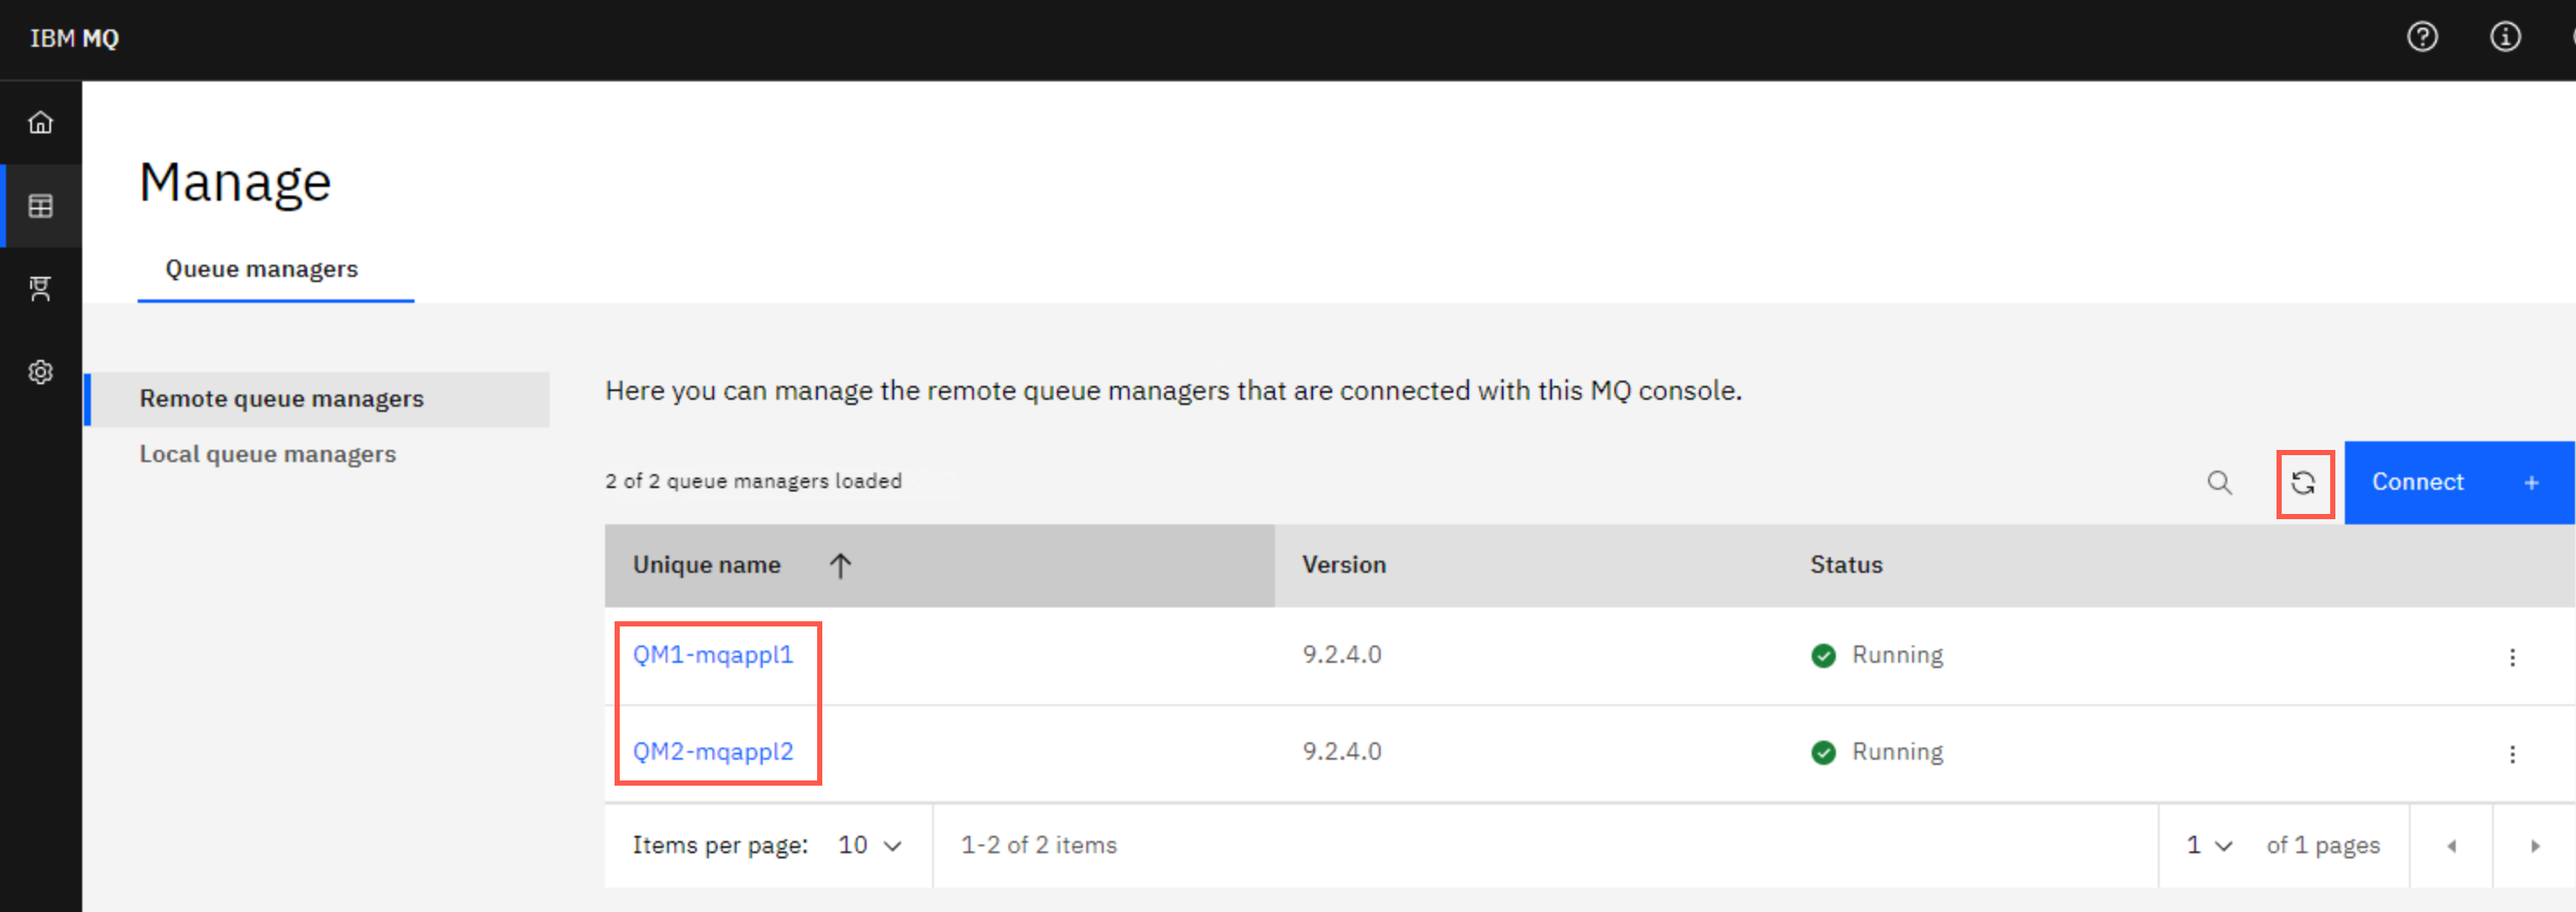 IBM MQ
Manage
Queue managers
Remote queue managers
Local queue managers
Here you can manage the remote queue managers that are connected with this MQ console.
2 of 2 queue managers loaded
Connect +
Unique name Version Status
QM1-mqappl1 9.2.4.0 Running
QM2-mqappl2 9.2.4.0 Running
Items per page: 10 1-2 of 2 items 1 of 1 pages